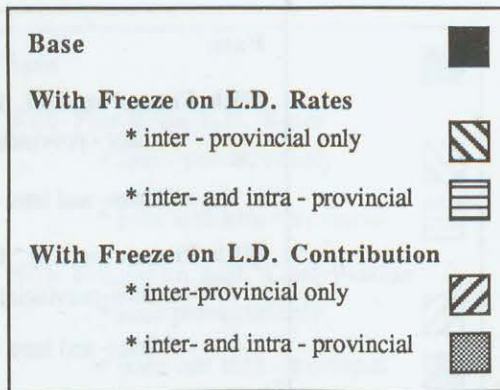 Base
With Freeze on L.D. Rates
* inter - provincial only
* inter- and intra - provincial
With Freeze on L.D. Contribution
* inter-provincial only
* inter- and intra - provincial